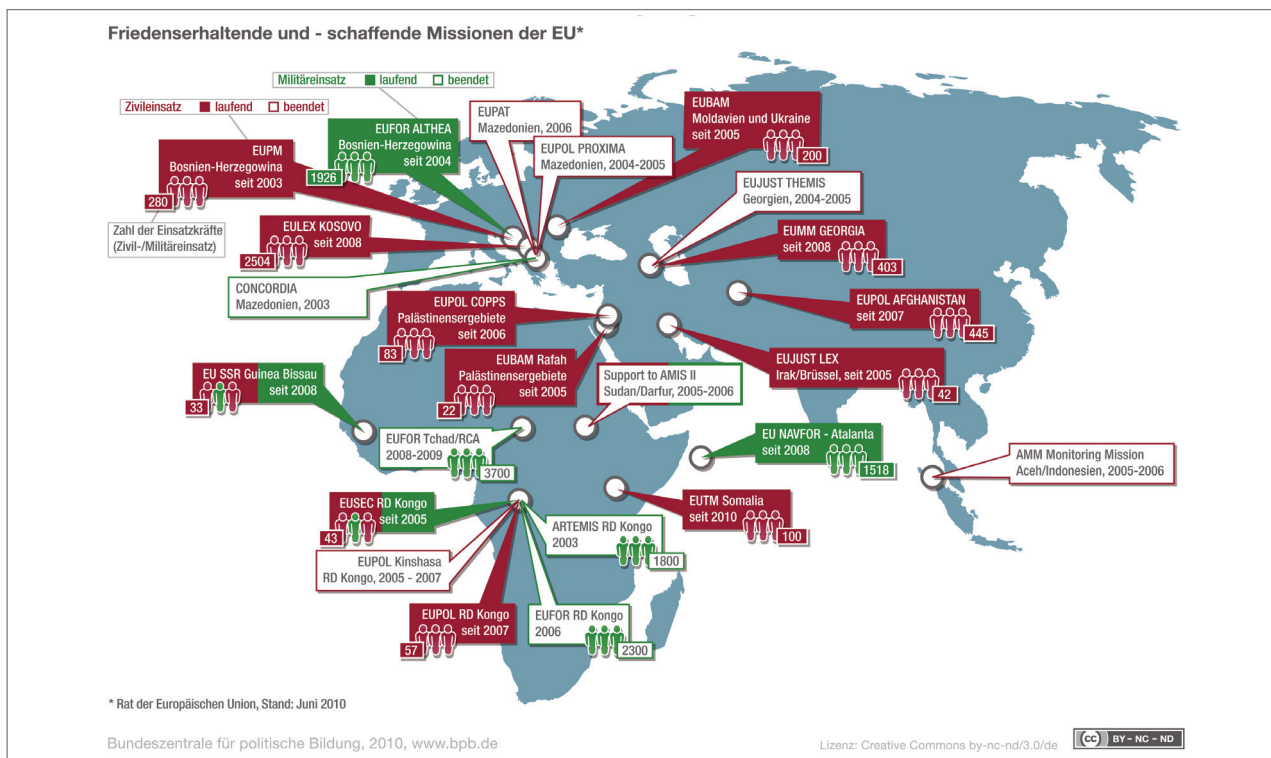 Friedenserhaltende und - schaffende Missionen der EU*
Militäreinsatz laufend beendet
Zivileinsatz laufend beendet
EUPM
Bosnien-Herzegowina
seit 2003
280
EUFOR ALTHEA
Bosnien-Herzegowina
seit 2004
1926
EUPAT
Mazedonien, 2006
EUPOL PROXIMA
Mazedonien, 2004-2005
EUBAM
Moldavien und Ukraine
seit 2005
200
Zahl der Einsatzkräfte
(Zivil-/Militäreinsatz)
EULEX KOSOVO
seit 2008
2504
EUJUST THEMIS
Georgien, 2004-2005
EUMM GEORGIA
seit 2008
403
CONCORDIA
Mazedonien, 2003
EUPOL COPPS
Palästinensergebiete
seit 2006
83
EUPOL AFGHANISTAN
seit 2007
445
EUBAM Rafah
Palästinensergebiete
seit 2005
22
EUJUST LEX
Irak/Brüssel, seit 2005
42
EU SSR Guinea Bissau
seit 2008
33
Support to AMIS II
Sudan/Darfur, 2005-2006
EUFOR Tchad/RCA
2008-2009
3700
EU NAVFOR - Atalanta
seit 2008
1518
AMM Monitoring Mission
Aceh/Indonesien, 2005-2006
EUSEC RD Kongo
seit 2005
43
EUTM Somalia
seit 2010
100
ARTEMIS RD Kongo
2003
1800
EUPOL Kinshasa
RD Kongo, 2005 - 2007
EUPOL RD Kongo
seit 2007
57
EUFOR RD Kongo
2006
2300
* Rat der Europäischen Union, Stand: Juni 2010
Bundeszentrale für politische Bildung, 2010, www.bpb.de
Lizenz: Creative Commons by-nc-nd/3.0/de
cc BY - NC - ND